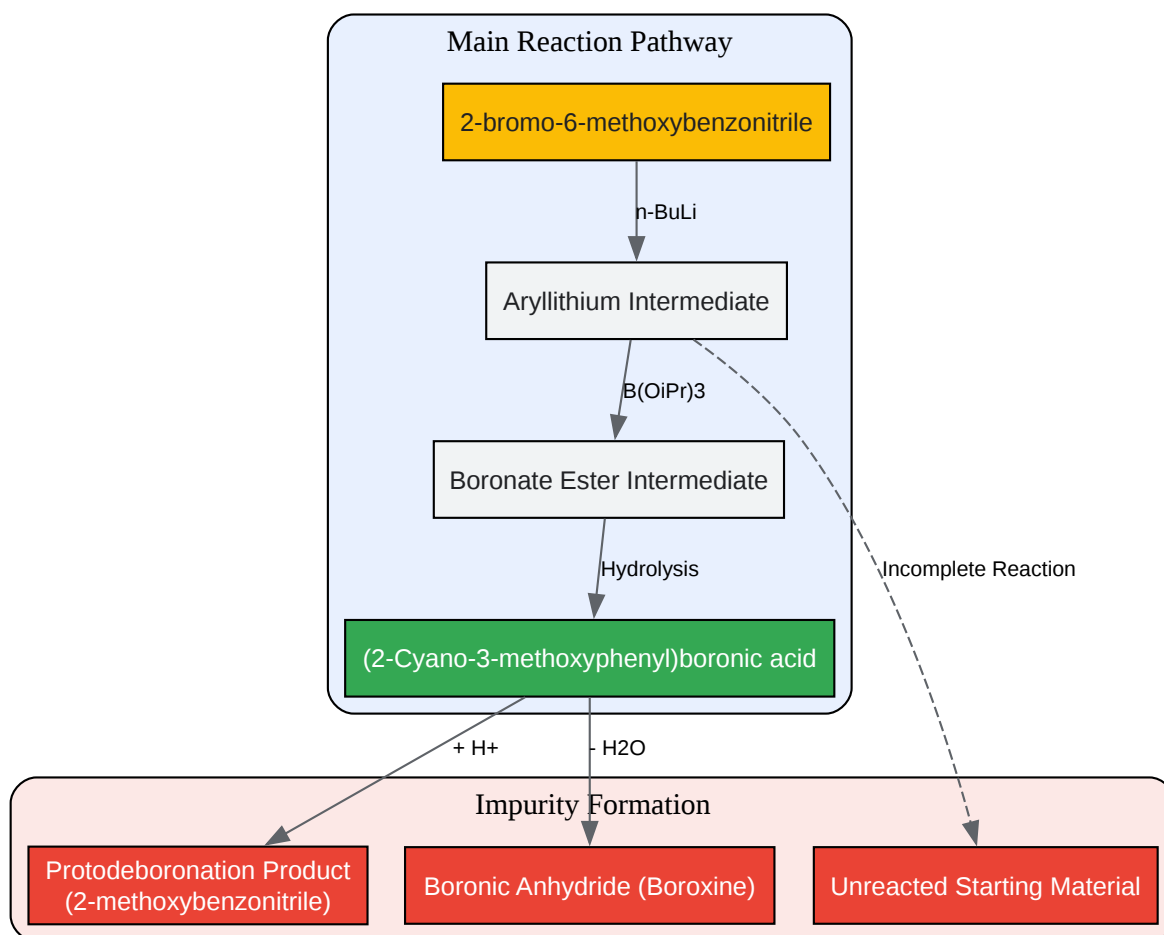 Main Reaction Pathway
2-bromo-6-methoxybenzonitrile
n-BuLi
Aryllithium Intermediate
B(OiPr)3
Boronate Ester Intermediate
Hydrolysis
Incomplete Reaction
(2-Cyano-3-methoxyphenyl)boronic acid
+ H+
- H2O
Impurity Formation
Protodeboronation Product
(2-methoxybenzonitrile)
Boronic Anhydride (Boroxine)
Unreacted Starting Material